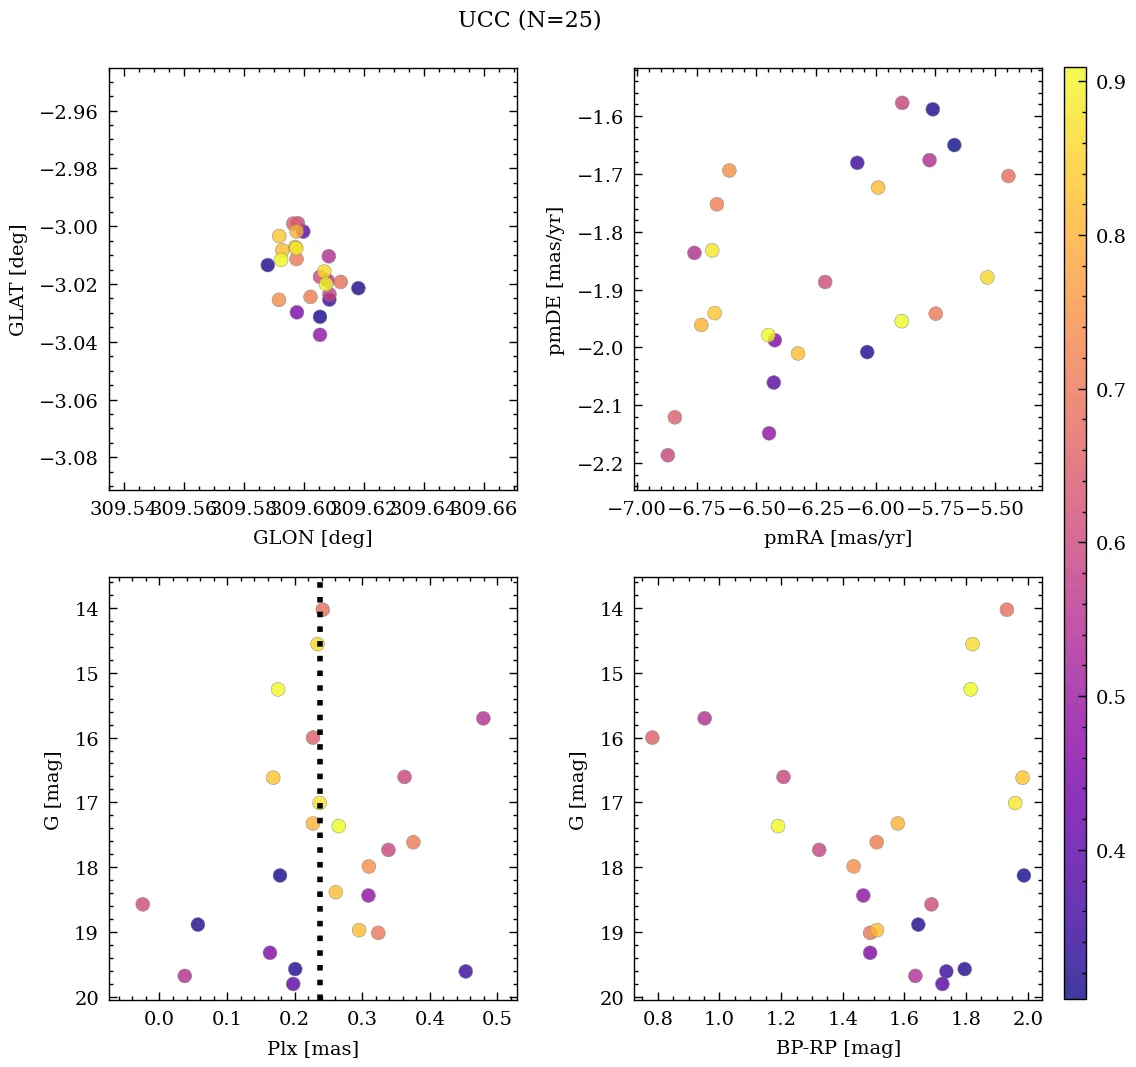 UCC (N=25)
−2.96
−2.98
−3.00
−3.02
−3.04
−3.06
−3.08
GLAT [deg]
309.54 309.56 309.58 309.60 309.62 309.64 309.66
GLON [deg]
−1.6
−1.7
−1.8
−1.9
−2.0
−2.1
−2.2
pmDE [mas/yr]
−7.00 −6.75 −6.50 −6.25 −6.00 −5.75 −5.50
pmRA [mas/yr]
0.9
0.8
0.7
0.6
0.5
0.4
14
15
16
17
18
19
20
G [mag]
0.0 0.1 0.2 0.3 0.4 0.5
Plx [mas]
14
15
16
17
18
19
20
G [mag]
0.8 1.0 1.2 1.4 1.6 1.8 2.0
BP-RP [mag]